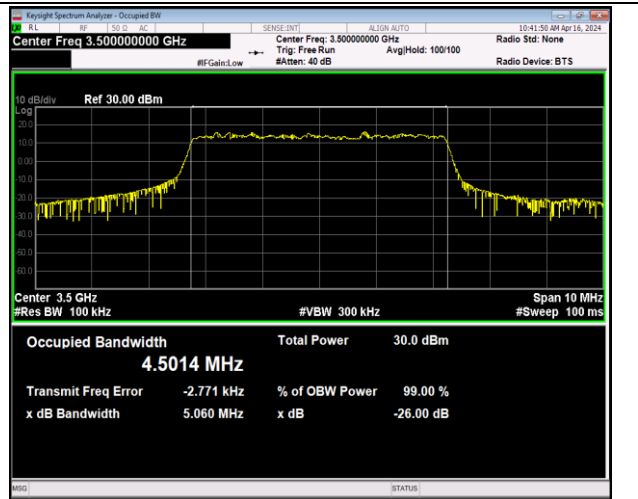 Keysight Spectrum Analyzer - Occupied BW
RL RF 50 Ω AC SENSE:INT ALIGN AUTO 10:41:50 AM Apr 16, 2024
Center Freq 3.500000000 GHz Center Freq: 3.500000000 GHz Radio Std: None
Trig: Free Run Avg|Hold: 100/100
#IFGain:Low #Atten: 40 dB Radio Device: BTS
10 dB/div Ref 30.00 dBm
Log
20.0
10.0
0.00
-10.0
-20.0
-30.0
-40.0
-50.0
-60.0
Center 3.5 GHz Span 10 MHz
#Res BW 100 kHz #VBW 300 kHz #Sweep 100 ms
Occupied Bandwidth Total Power 30.0 dBm
4.5014 MHz
Transmit Freq Error -2.771 kHz % of OBW Power 99.00 %
x dB Bandwidth 5.060 MHz x dB -26.00 dB
MSG STATUS